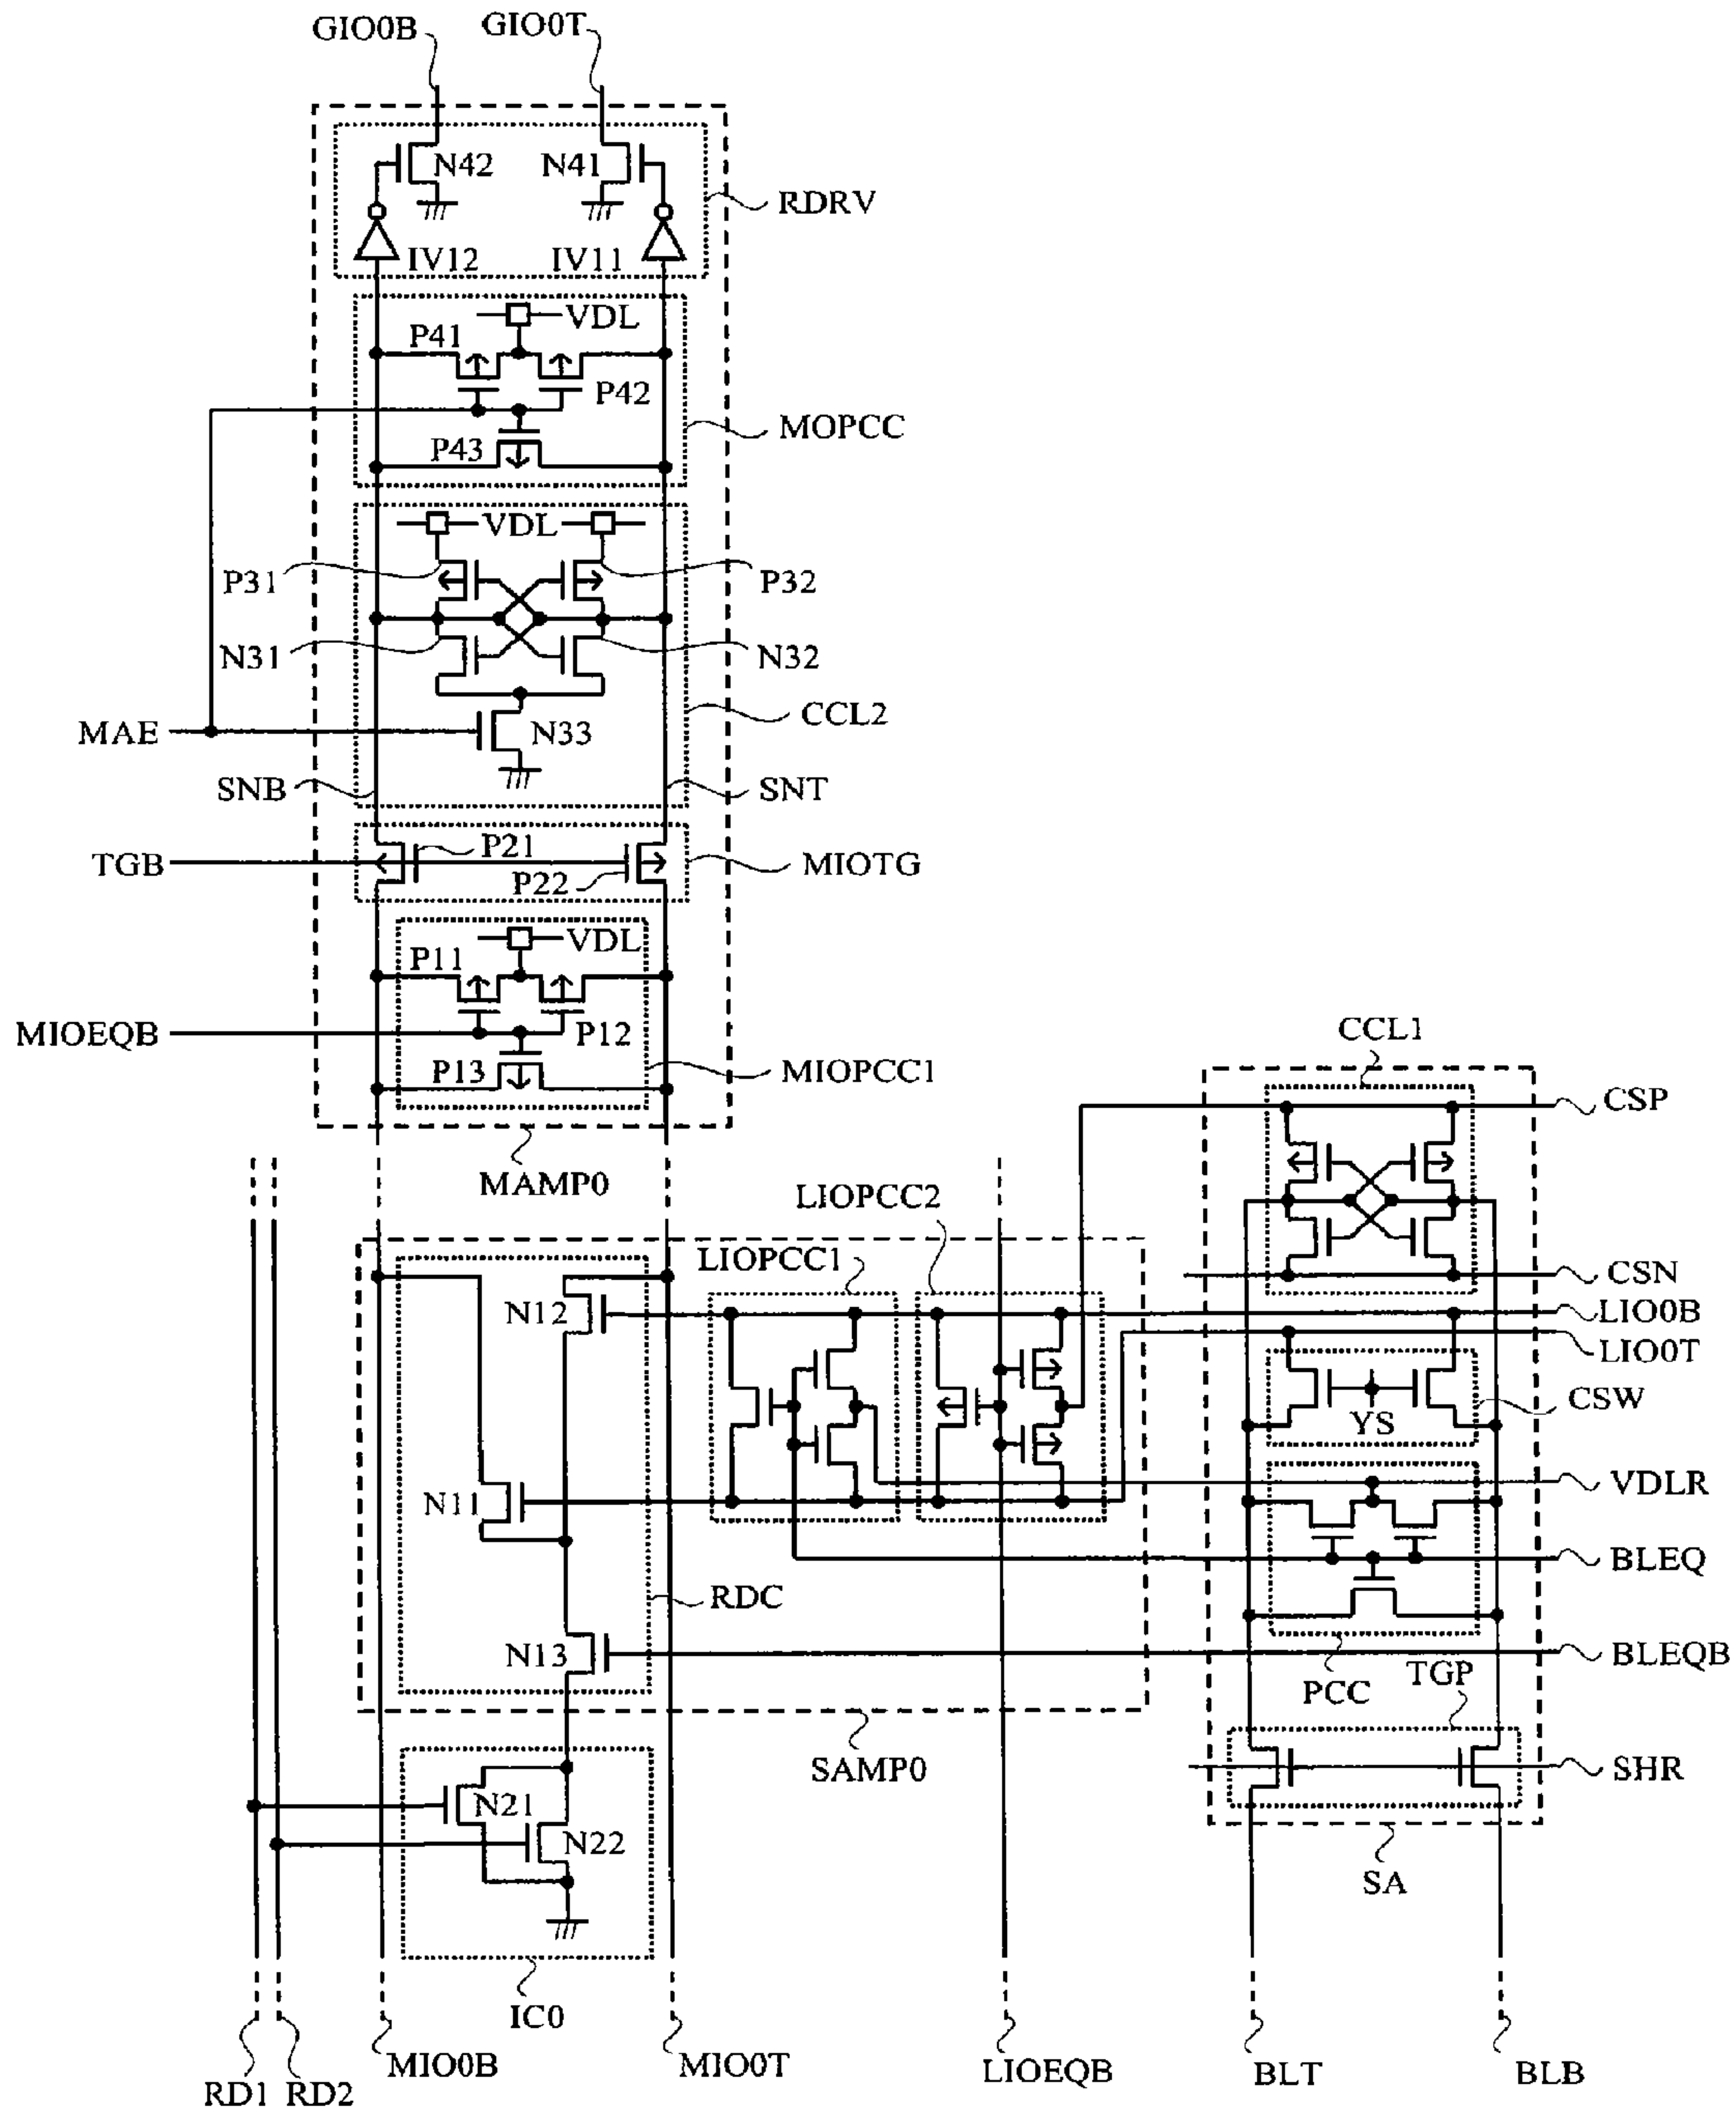 GIO0B GIO0T
N42 N41
RDRV
IV12 IV11
VDL
P41
P42
MOPCC
P43
VDL
P31 P32
N31 N32
CCL2
MAE N33
SNB SNT
P21
TGB MIOTG
P22
VDL
P11
MIOEQB P12
CCL1
P13 MIOPCC1
CSP
MAMP0
LIOPCC2
LIOPCC1
CSN
N12 LIO0B
LIO0T
CSW
YS
N11 VDLR
BLEQ
RDC
N13 BLEQB
TGP
PCC
SAMP0 SHR
N21
N22
SA
IC0
MIO0B MIO0T LIOEQB BLT BLB
RD1 RD2